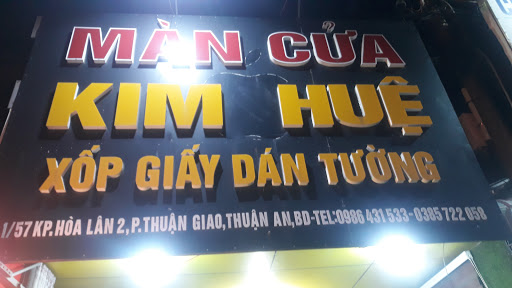 MÀN CỬA
KIM HUỆ
XỐP GIẤY DÁN TƯỜNG
1/57 KP.HÒA LÂN 2,P.THUẬN GIAO,THUẬN AN,BD-TEL:0986 431 533-0385 722 058